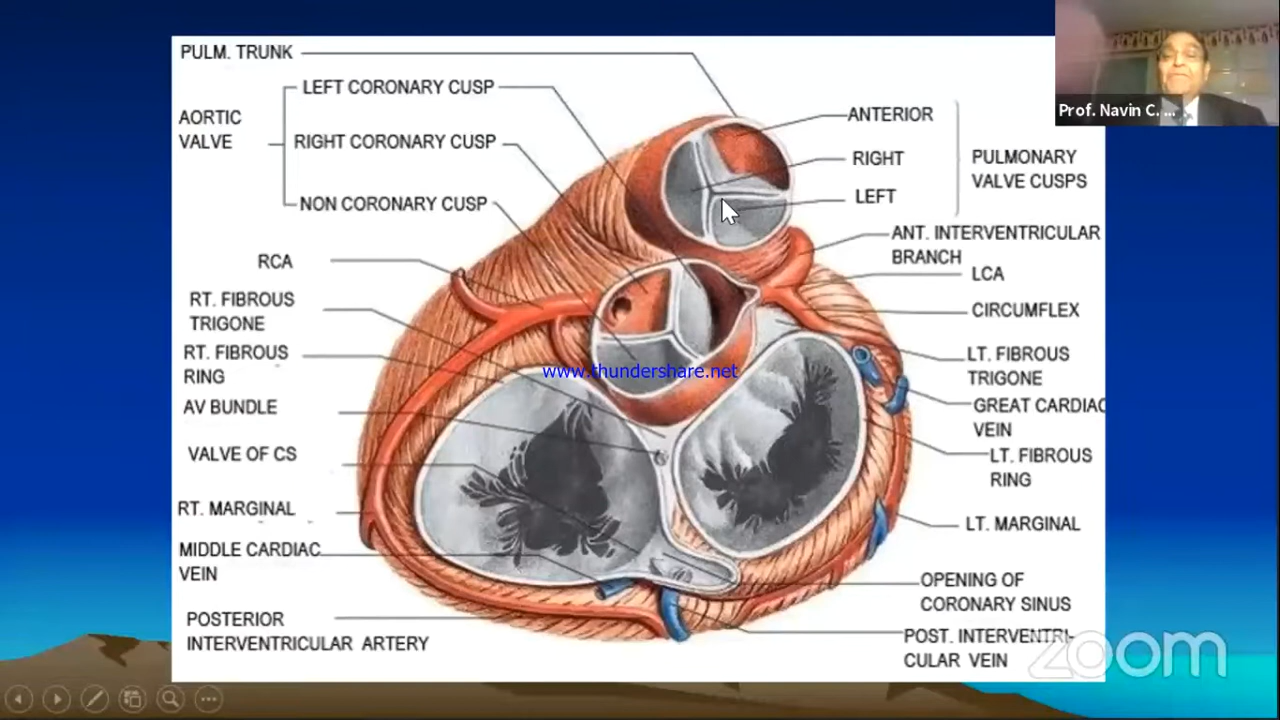 PULM. TRUNK
LEFT CORONARY CUSP
AORTIC
VALVE
RIGHT CORONARY CUSP
NON CORONARY CUSP
RCA
RT. FIBROUS
TRIGONE
RT. FIBROUS
RING
AV BUNDLE
VALVE OF CS
RT. MARGINAL
MIDDLE CARDIAC
VEIN
POSTERIOR
INTERVENTRICULAR ARTERY
ANTERIOR
RIGHT
LEFT
PULMONARY
VALVE CUSPS
ANT. INTERVENTRICULAR
BRANCH
LCA
CIRCUMFLEX
LT. FIBROUS
TRIGONE
GREAT CARDIAC
VEIN
LT. FIBROUS
RING
LT. MARGINAL
OPENING OF
CORONARY SINUS
POST. INTERVENTRI-
CULAR VEIN
www.thundershare.net
Prof. Navin C. ...
zoom